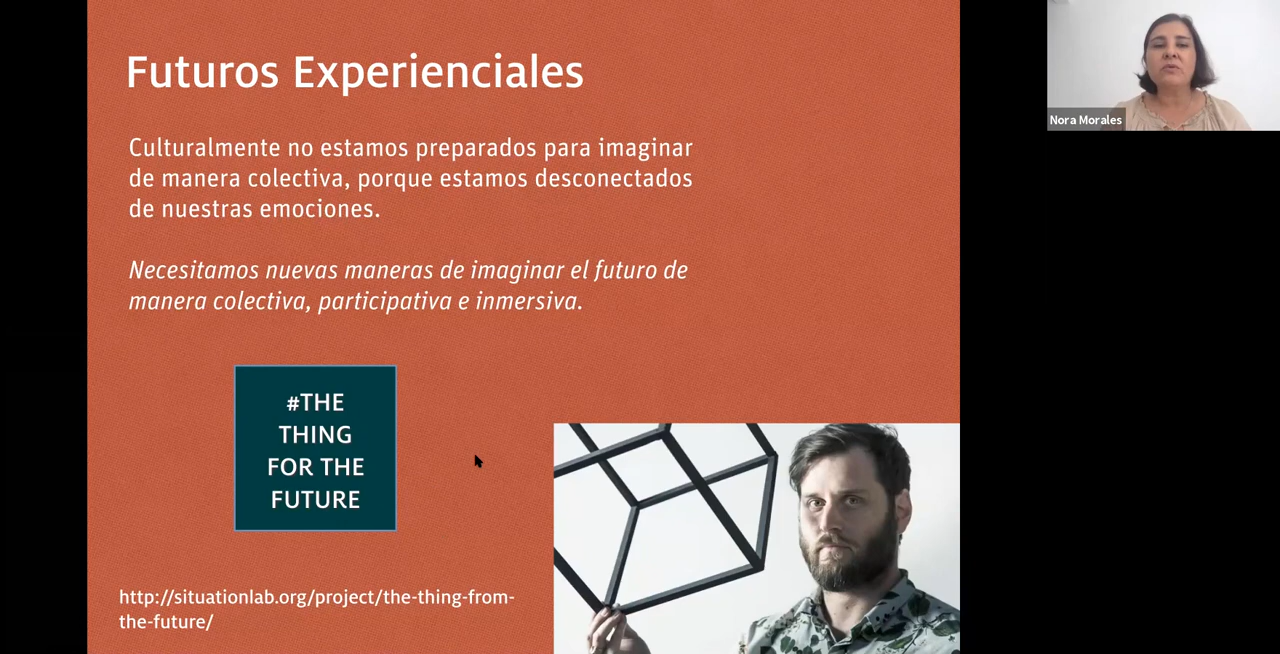 Futuros Experienciales
Culturalmente no estamos preparados para imaginar
de manera colectiva, porque estamos desconectados
de nuestras emociones.
Necesitamos nuevas maneras de imaginar el futuro de
manera colectiva, participativa e inmersiva.
#THE
THING
FOR THE
FUTURE
http://situationlab.org/project/the-thing-from-
the-future/
Nora Morales